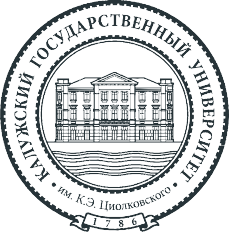 КАЛУЖСКИЙ ГОСУДАРСТВЕННЫЙ УНИВЕРСИТЕТ
им. К.Э. Циолковского
1786